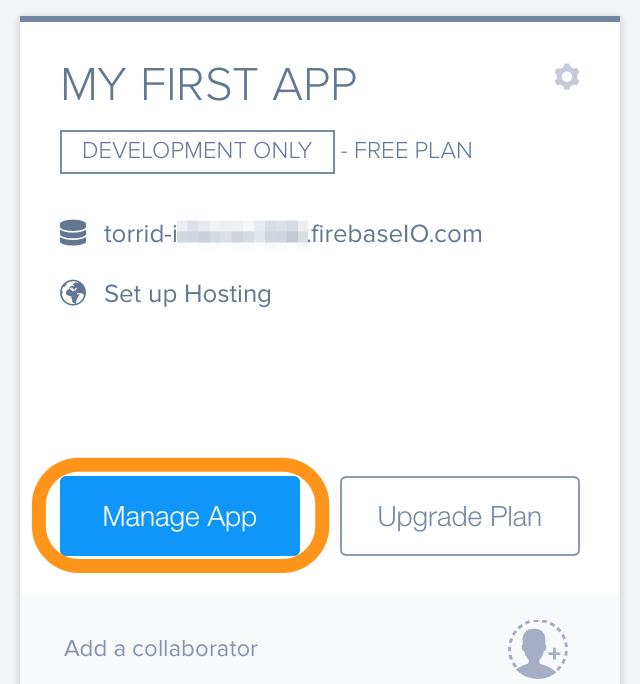 MY FIRST APP
DEVELOPMENT ONLY - FREE PLAN
torrid-i .firebaseIO.com
Set up Hosting
Manage App
Upgrade Plan
Add a collaborator